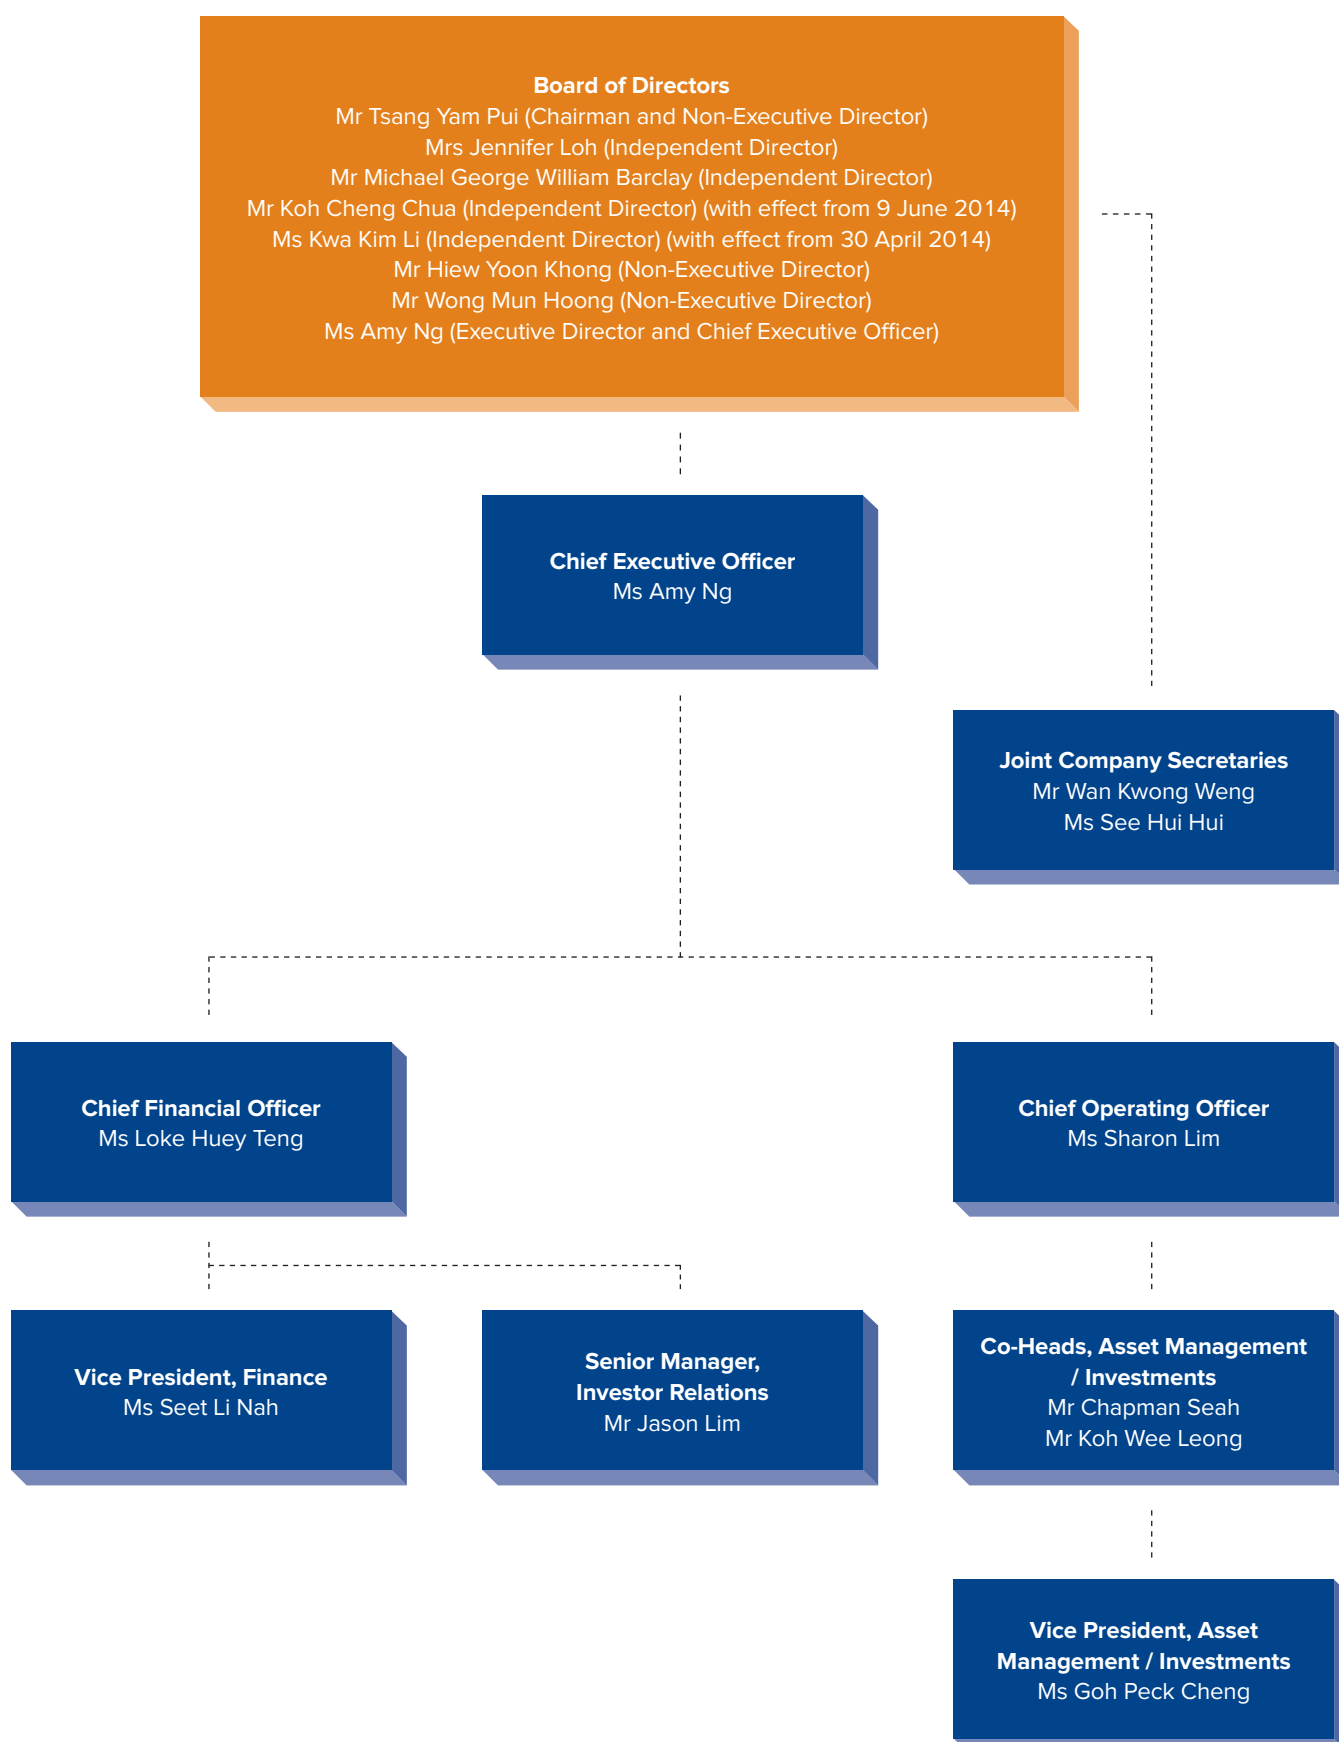 Board of Directors
Mr Tsang Yam Pui (Chairman and Non-Executive Director)
Mrs Jennifer Loh (Independent Director)
Mr Michael George William Barclay (Independent Director)
Mr Koh Cheng Chua (Independent Director) (with effect from 9 June 2014)
Ms Kwa Kim Li (Independent Director) (with effect from 30 April 2014)
Mr Hiew Yoon Khong (Non-Executive Director)
Mr Wong Mun Hoong (Non-Executive Director)
Ms Amy Ng (Executive Director and Chief Executive Officer)
Chief Executive Officer
Ms Amy Ng
Joint Company Secretaries
Mr Wan Kwong Weng
Ms See Hui Hui
Chief Financial Officer
Ms Loke Huey Teng
Chief Operating Officer
Ms Sharon Lim
Vice President, Finance
Ms Seet Li Nah
Senior Manager,
Investor Relations
Mr Jason Lim
Co-Heads, Asset Management
/ Investments
Mr Chapman Seah
Mr Koh Wee Leong
Vice President, Asset
Management / Investments
Ms Goh Peck Cheng